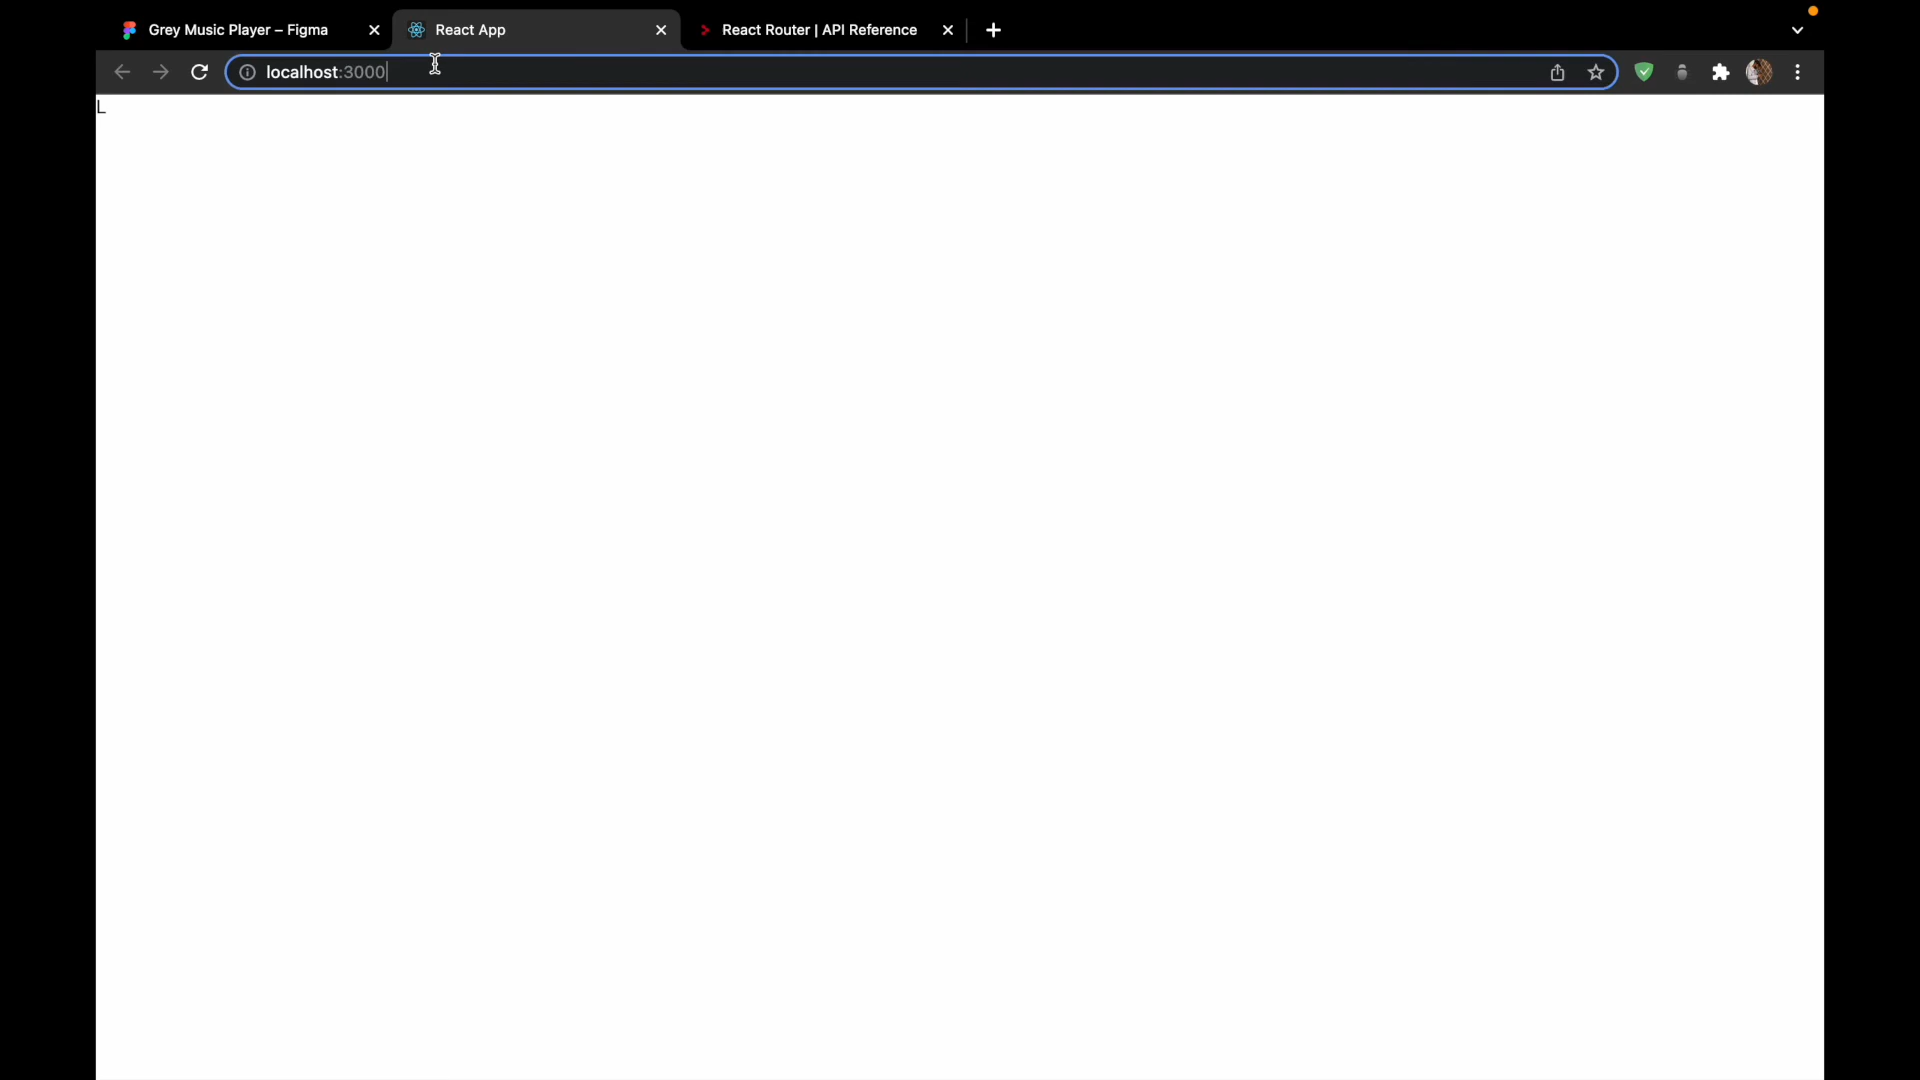 Grey Music Player – Figma
React App
React Router | API Reference
localhost:3000
L